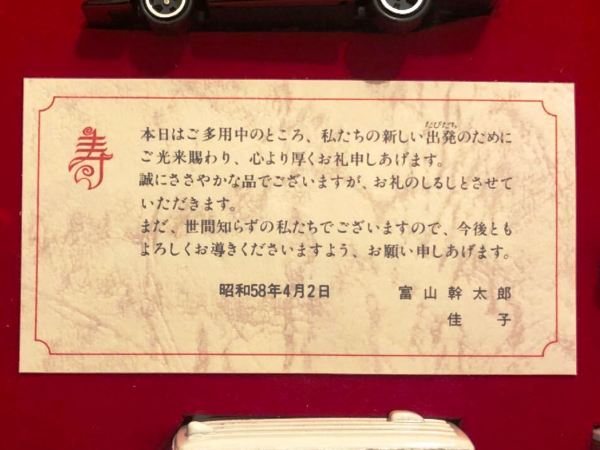 寿
本日はご多用中のところ、私たちの新しい出発のために
たびだち
ご光来賜わり、心より厚くお礼申しあげます。
誠にささやかな品でございますが、お礼のしるしとさせて
いただきます。
まだ、世間知らずの私たちでございますので、今後とも
よろしくお導きくださいますよう、お願い申しあげます。
昭和58年4月2日 富山幹太郎
佳子